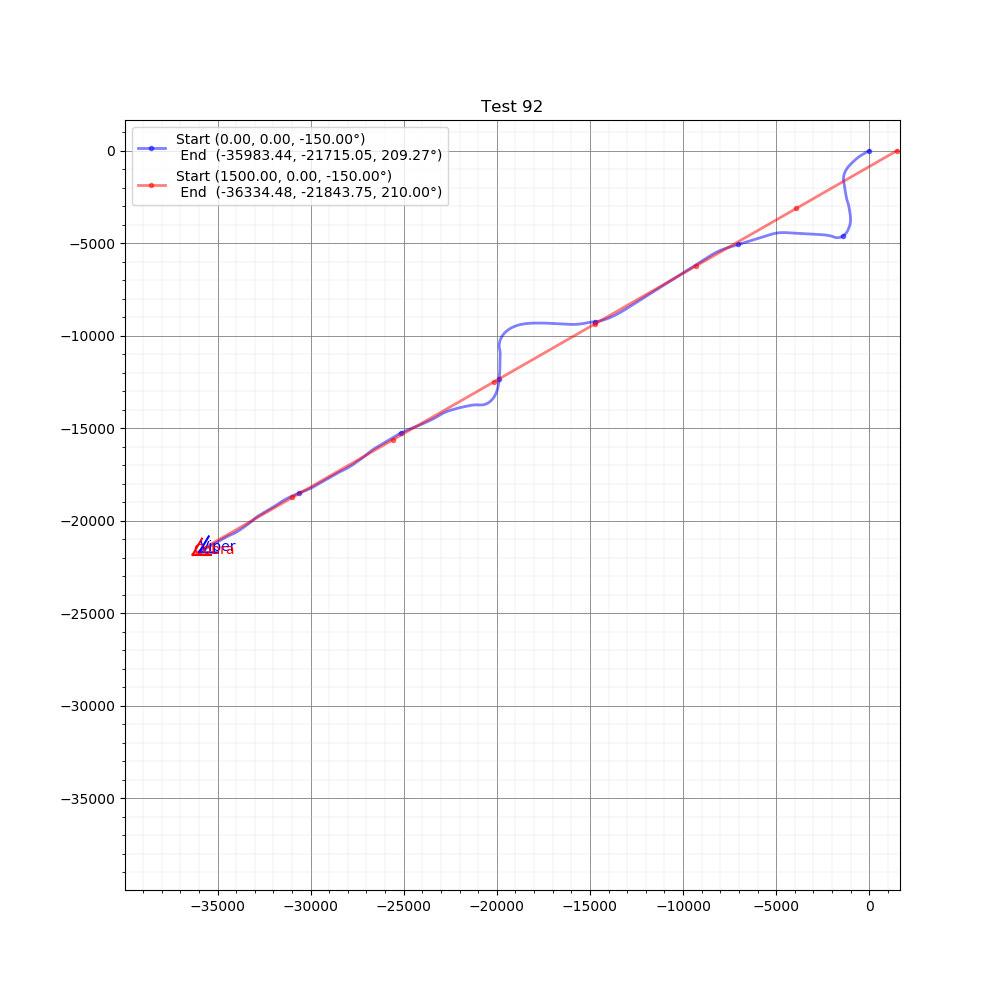 Test 92
Start (0.00, 0.00, -150.00°)
End (-35983.44, -21715.05, 209.27°)
Start (1500.00, 0.00, -150.00°)
End (-36334.48, -21843.75, 210.00°)
0
−5000
−10000
−15000
−20000
−25000
−30000
−35000
−35000 −30000 −25000 −20000 −15000 −10000 −5000 0